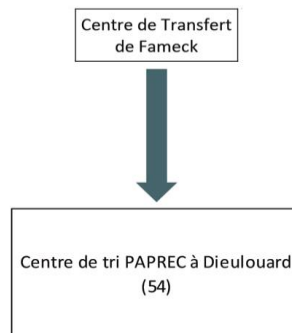 Centre de Transfert
de Fameck
Centre de tri PAPREC à Dieulouard
(54)